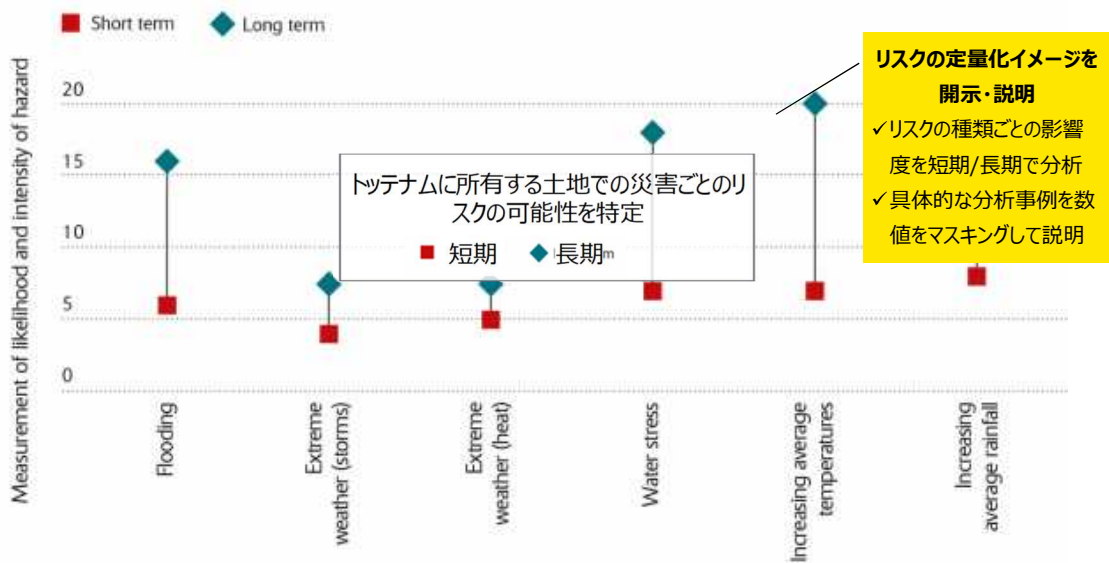 Short term
Long term
Measurement of likelihood and intensity of hazard
20
15
10
5
0
Flooding
Extreme
weather (storms)
Extreme
weather (heat)
Water stress
Increasing average
temperatures
Increasing
average rainfall
トッテナムに所有する土地での災害ごとのリ
スクの可能性を特定
短期
長期
リスクの定量化イメージを
開示・説明
✓リスクの種類ごとの影響
度を短期/長期で分析
✓具体的な分析事例を数
値をマスキングして説明